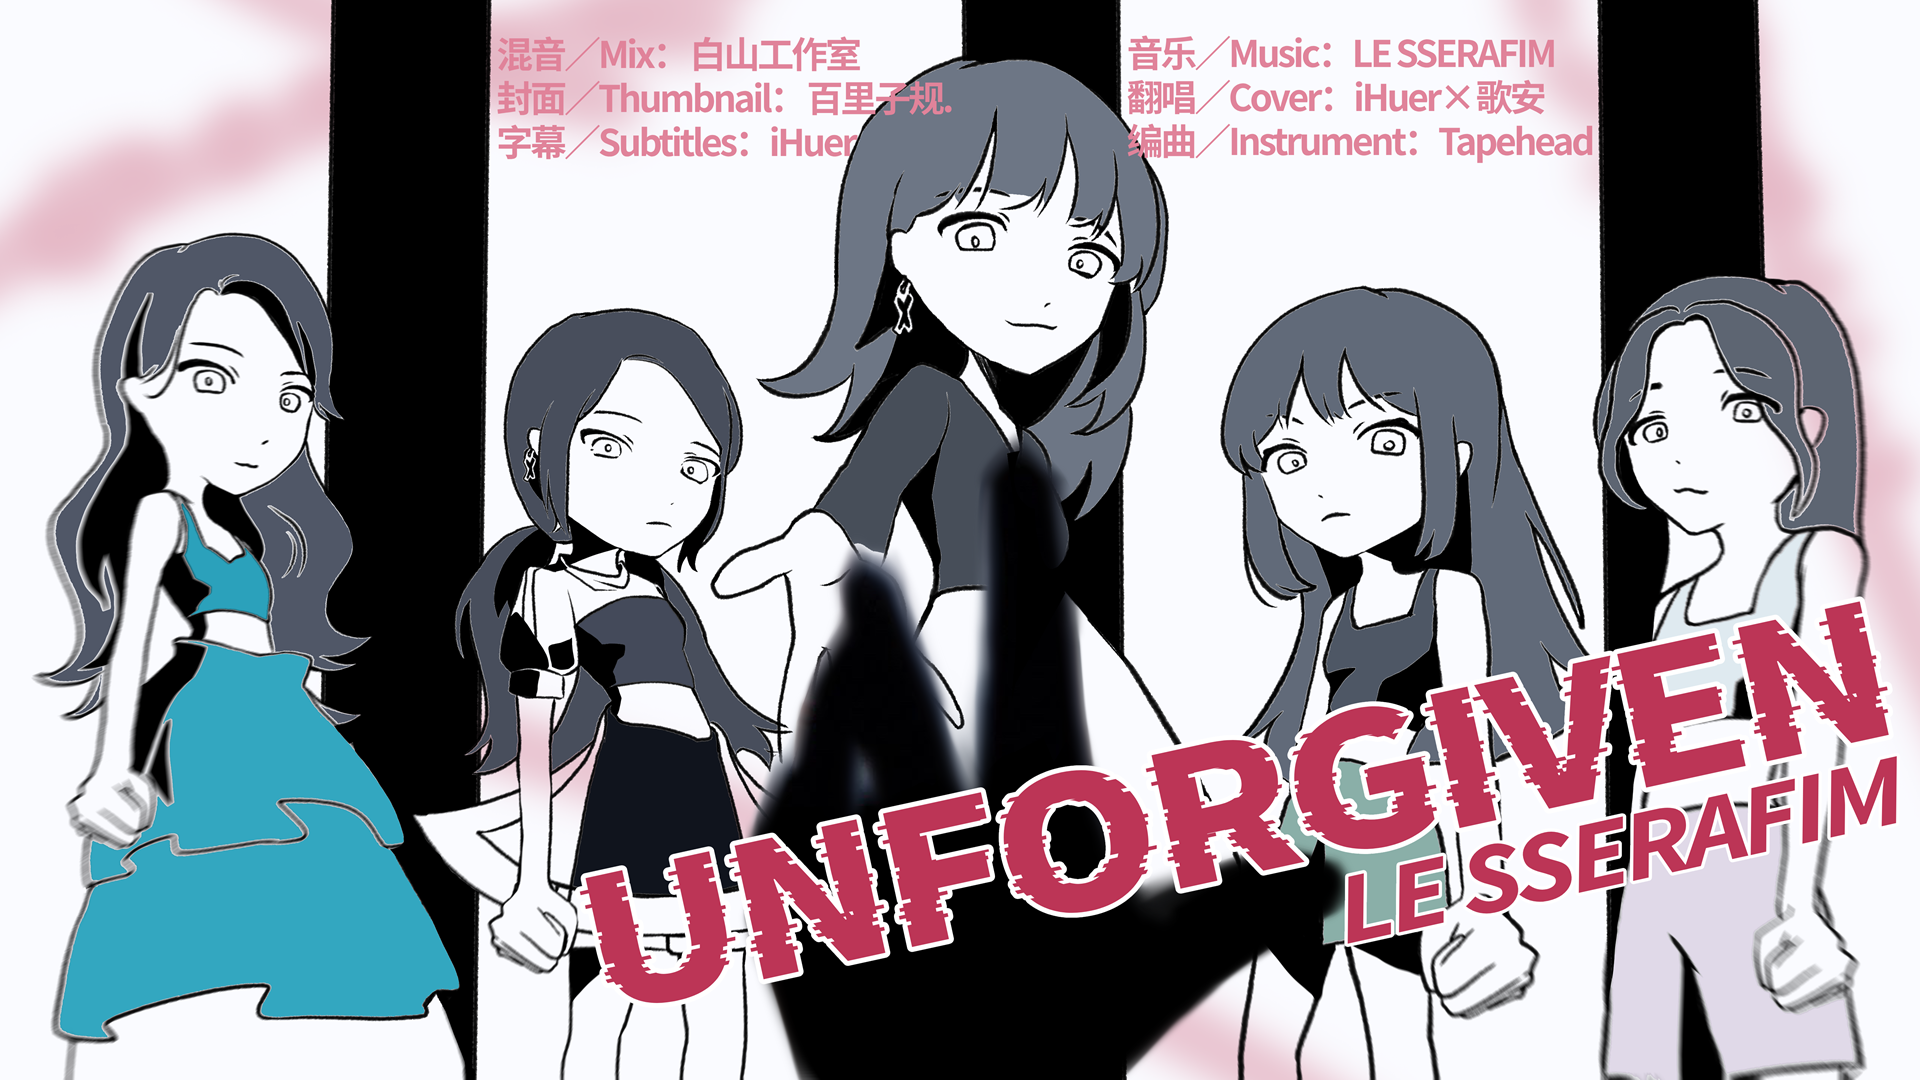 混音／Mix：白山工作室
封面／Thumbnail：百里子规.
字幕／Subtitles：iHuer
音乐／Music：LE SSERAFIM
翻唱／Cover：iHuer×歌安
编曲／Instrument：Tapehead
UNFORGIVEN
LE SSERAFIM